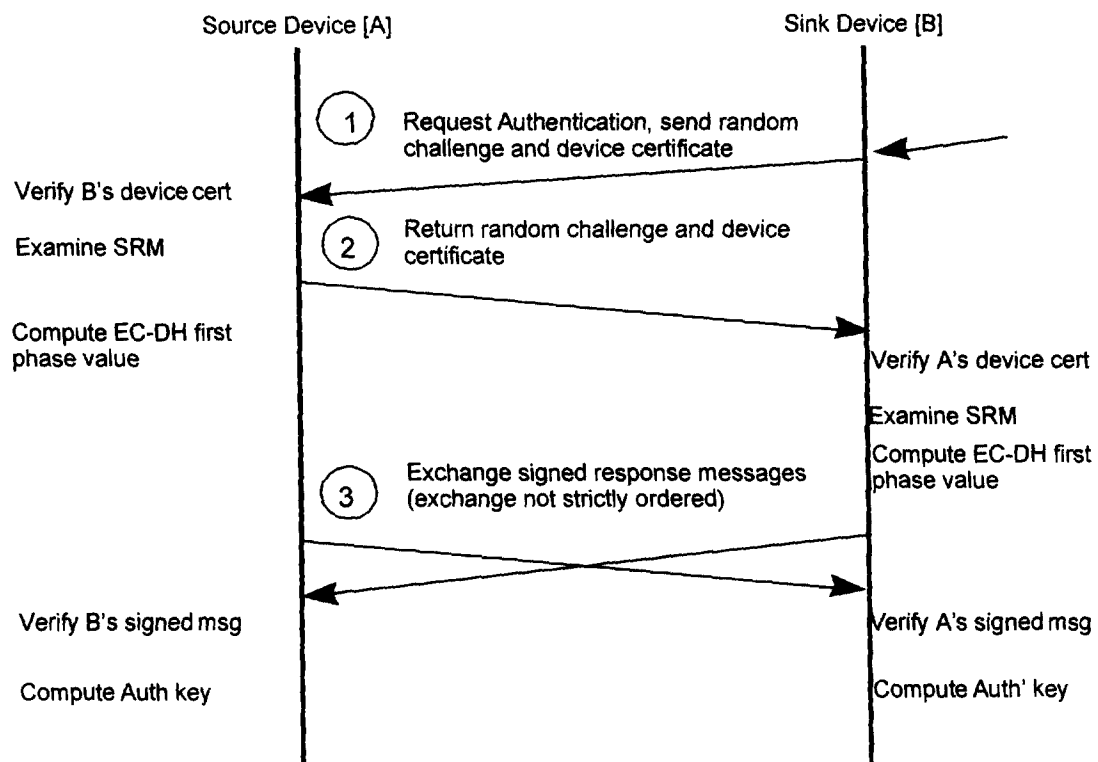 Source Device [A]
Sink Device [B]
1
Request Authentication, send random
challenge and device certificate
Verify B's device cert
Examine SRM
2
Return random challenge and device
certificate
Compute EC-DH first
phase value
Verify A's device cert
Examine SRM
Compute EC-DH first
phase value
3
Exchange signed response messages
(exchange not strictly ordered)
Verify B's signed msg
Verify A's signed msg
Compute Auth key
Compute Auth' key